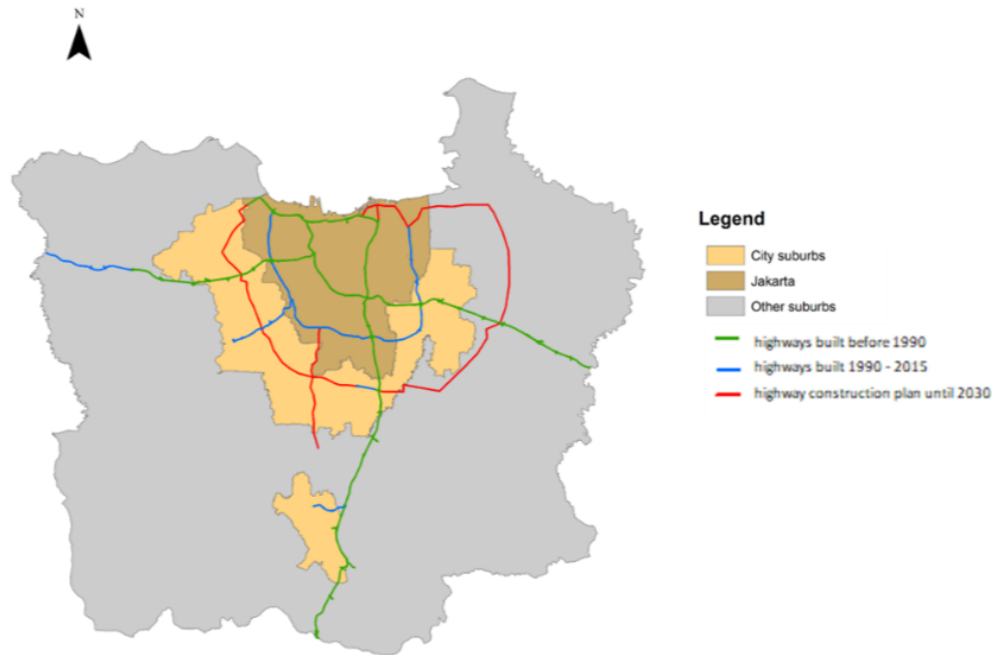 N
Legend
City suburbs
Jakarta
Other suburbs
highways built before 1990
highways built 1990 - 2015
highway construction plan until 2030